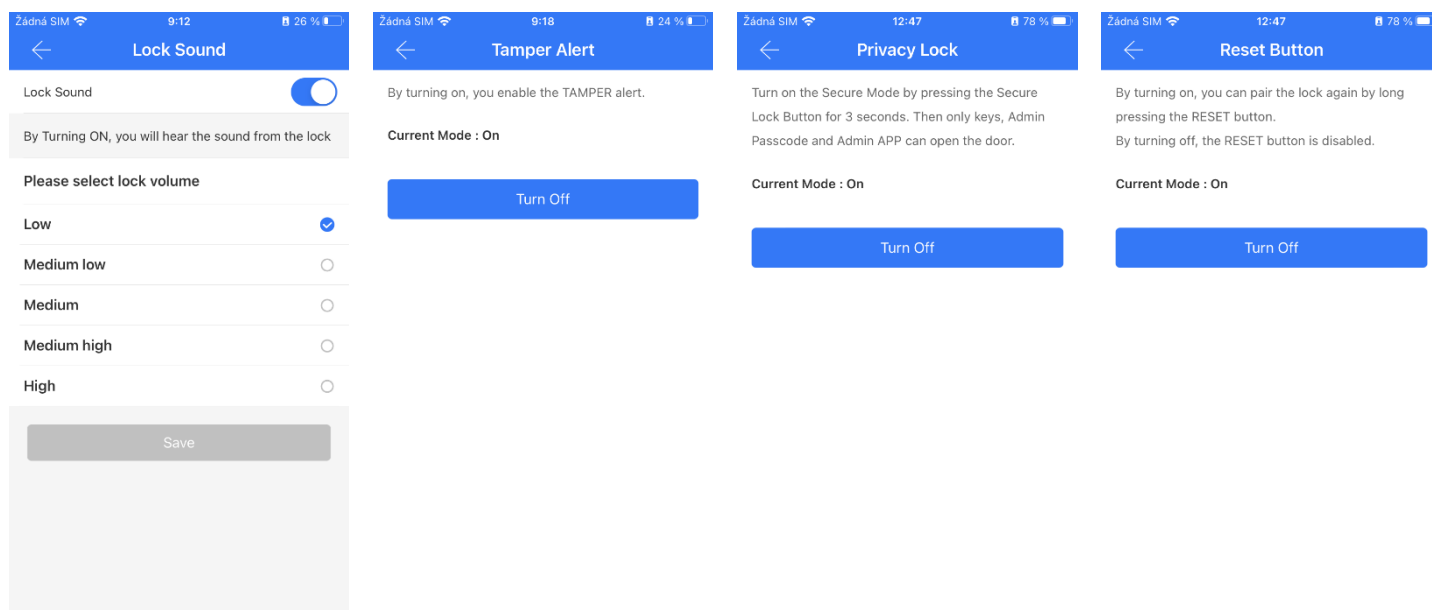 Žádná SIM 9:12 26 %
Lock Sound
Lock Sound
By Turning ON, you will hear the sound from the lock
Please select lock volume
Low
Medium low
Medium
Medium high
High
Save
Žádná SIM 9:18 24 %
Tamper Alert
By turning on, you enable the TAMPER alert.
Current Mode : On
Turn Off
Žádná SIM 12:47 78 %
Privacy Lock
Turn on the Secure Mode by pressing the Secure
Lock Button for 3 seconds. Then only keys, Admin
Passcode and Admin APP can open the door.
Current Mode : On
Turn Off
Žádná SIM 12:47 78 %
Reset Button
By turning on, you can pair the lock again by long
pressing the RESET button.
By turning off, the RESET button is disabled.
Current Mode : On
Turn Off